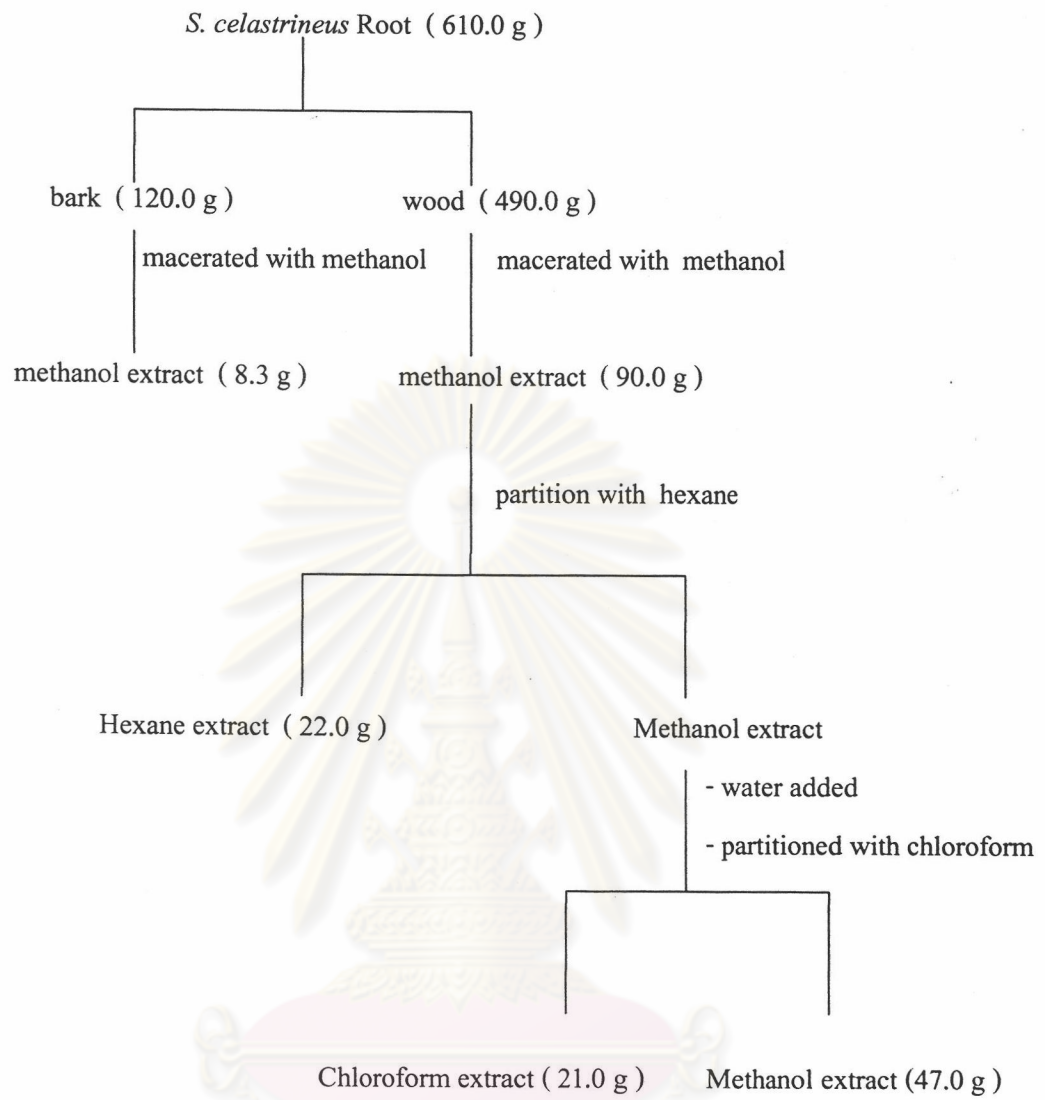 S. celastrineus Root ( 610.0 g )
bark ( 120.0 g )
wood ( 490.0 g )
macerated with methanol
macerated with methanol
methanol extract ( 8.3 g )
methanol extract ( 90.0 g )
partition with hexane
Hexane extract ( 22.0 g )
Methanol extract
- water added
- partitioned with chloroform
Chloroform extract ( 21.0 g )
Methanol extract (47.0 g )